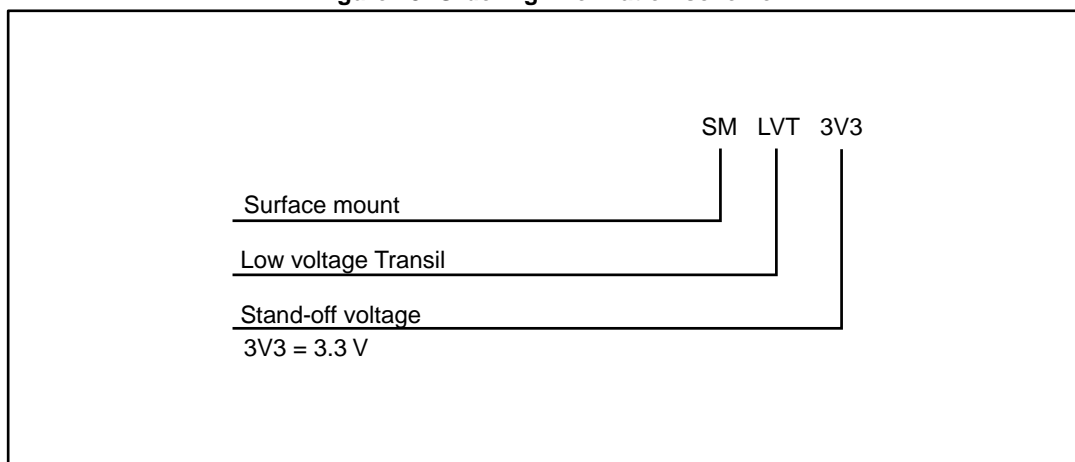 SM LVT 3V3
Surface mount
Low voltage Transil
Stand-off voltage
3V3 = 3.3 V